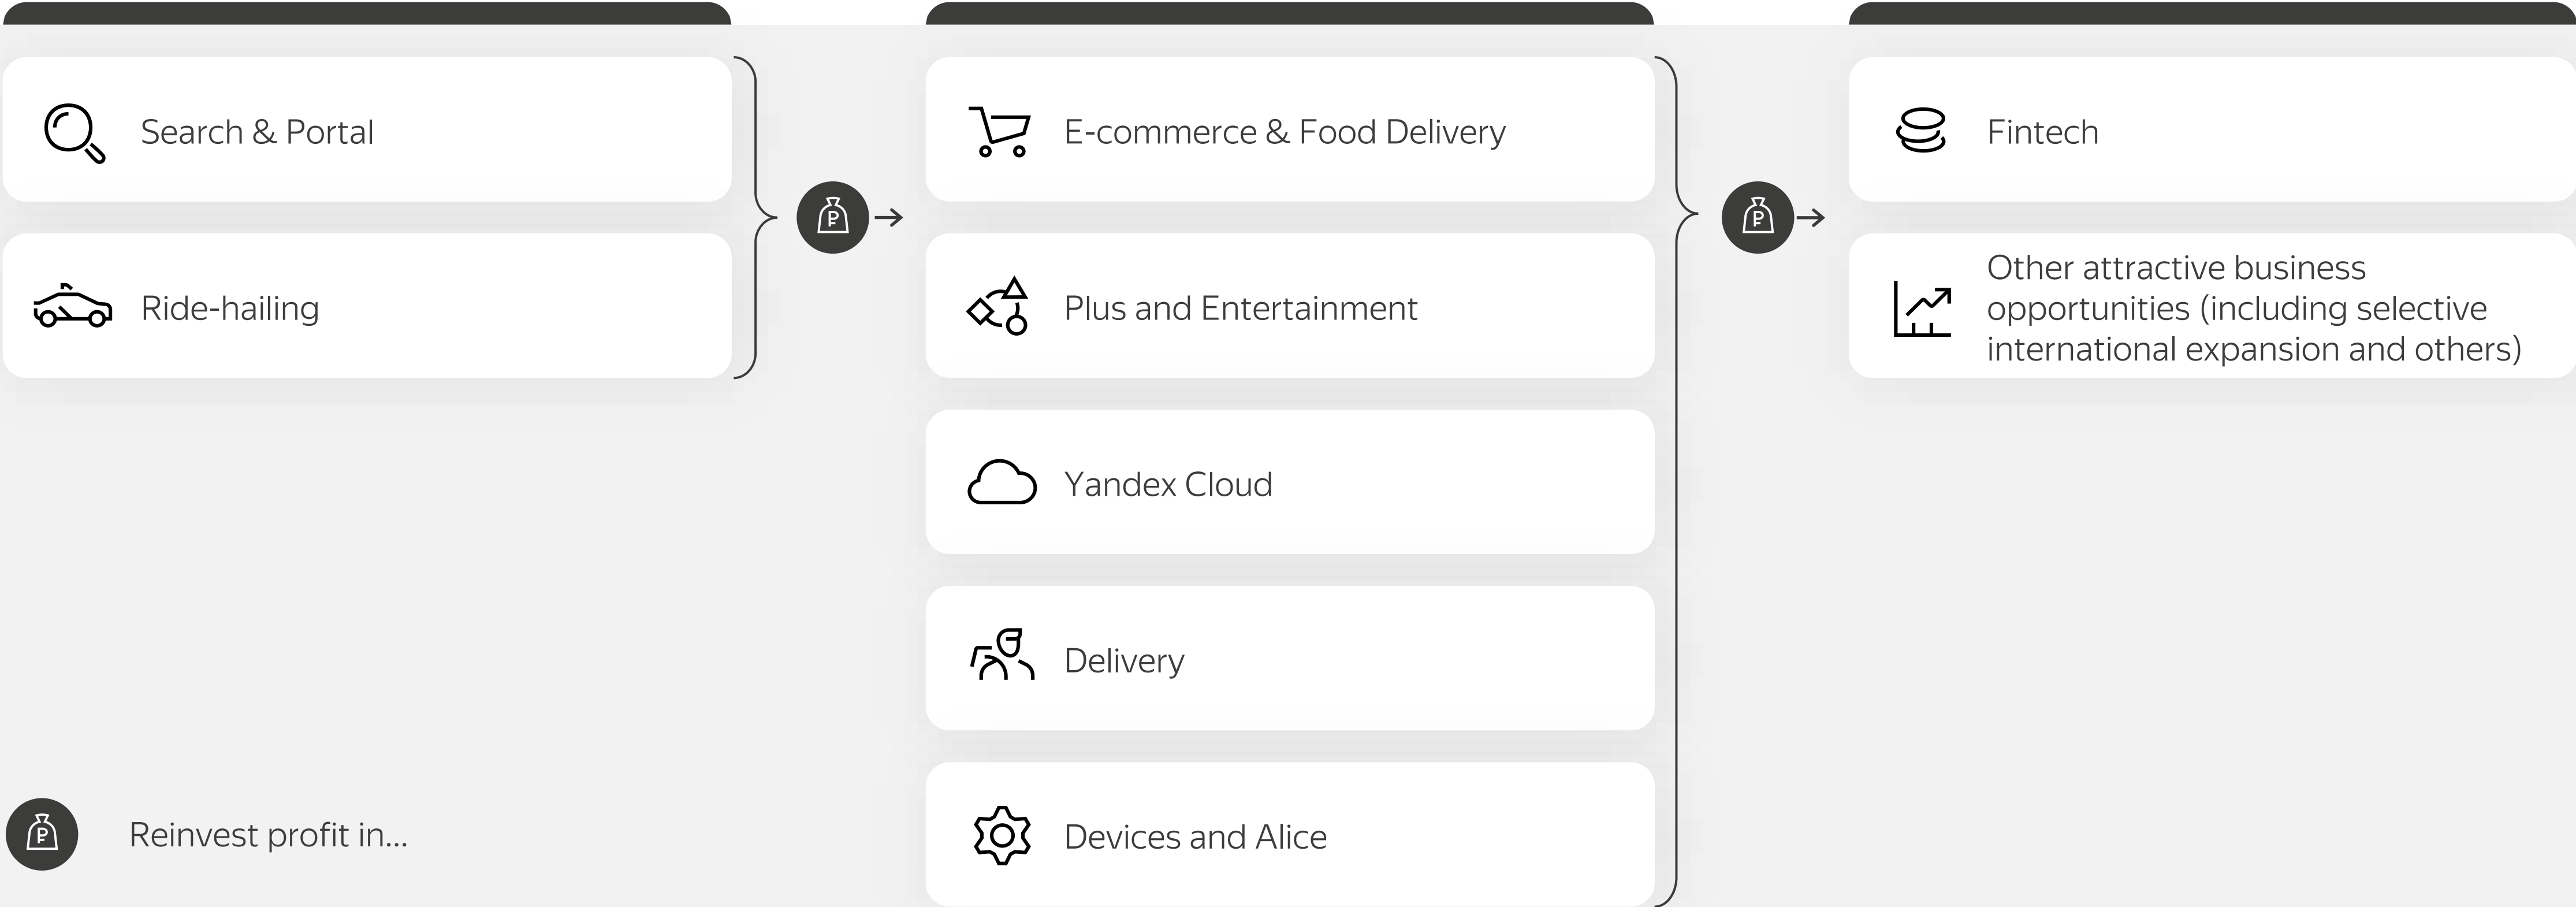 Search & Portal
Ride-hailing
E-commerce & Food Delivery
Plus and Entertainment
Yandex Cloud
Delivery
Devices and Alice
Fintech
Other attractive business
opportunities (including selective
international expansion and others)
Reinvest profit in...